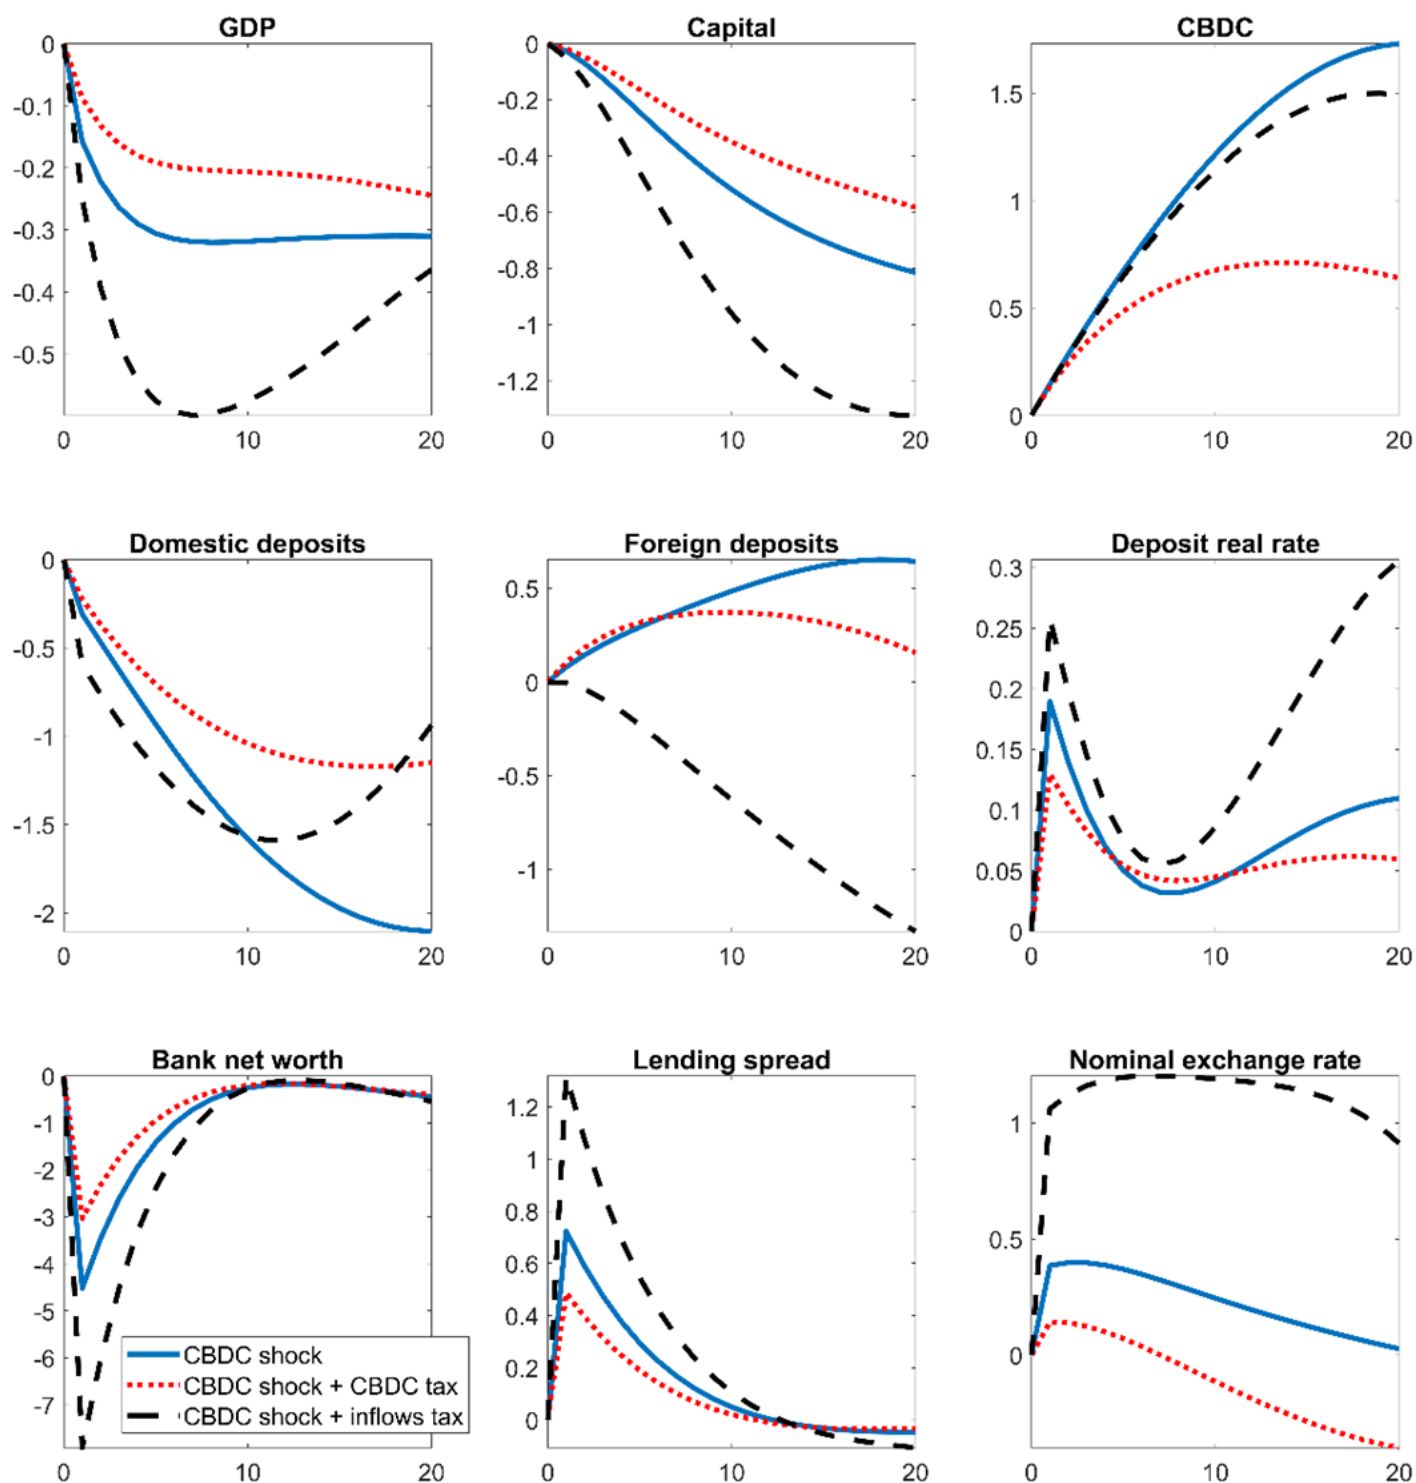 GDP
0
-0.1
-0.2
-0.3
-0.4
-0.5
0 10 20
Capital
0
-0.2
-0.4
-0.6
-0.8
-1
-1.2
0 10 20
CBDC
1.5
1
0.5
0
0 10 20
Domestic deposits
0
-0.5
-1
-1.5
-2
0 10 20
Foreign deposits
0.5
0
-0.5
-1
0 10 20
Deposit real rate
0.3
0.25
0.2
0.15
0.1
0.05
0
0 10 20
Bank net worth
0
-1
-2
-3
-4
-5
-6
-7
CBDC shock
CBDC shock + CBDC tax
CBDC shock + inflows tax
0 10 20
Lending spread
1.2
1
0.8
0.6
0.4
0.2
0
0 10 20
Nominal exchange rate
1
0.5
0
0 10 20